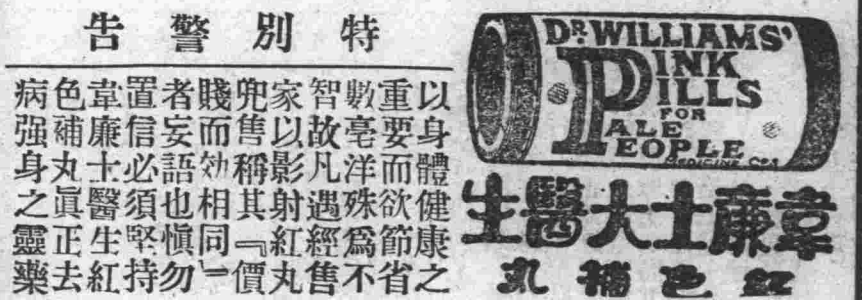 特別警告
以身體健康之
重要而欲節省
數毫洋殊爲不
智故凡遇經售
家以影射紅丸
兜售稱其『價
賤而効相同』
者妄語也愼勿
置信必須堅持
韋廉士醫生紅
色補丸眞正去
病强身之靈藥
DR. WILLIAMS'
PINK
PILLS
FOR
PALE
PEOPLE
MEDICINE
韋廉士大醫生
紅色補丸